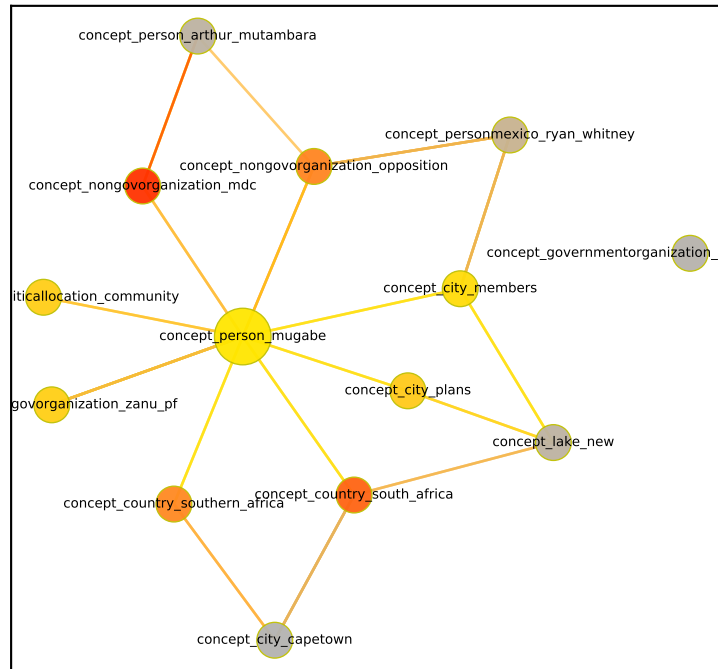 concept_person_arthur_mutambara
concept_personmexico_ryan_whitney
concept_nongovorganization_opposition
concept_nongovorganization_mdc
concept_governmentorganization_
concept_city_members
iticallocation_community
concept_person_mugabe
concept_city_plans
govorganization_zanu_pf
concept_lake_new
concept_country_south_africa
concept_country_southern_africa
concept_city_capetown